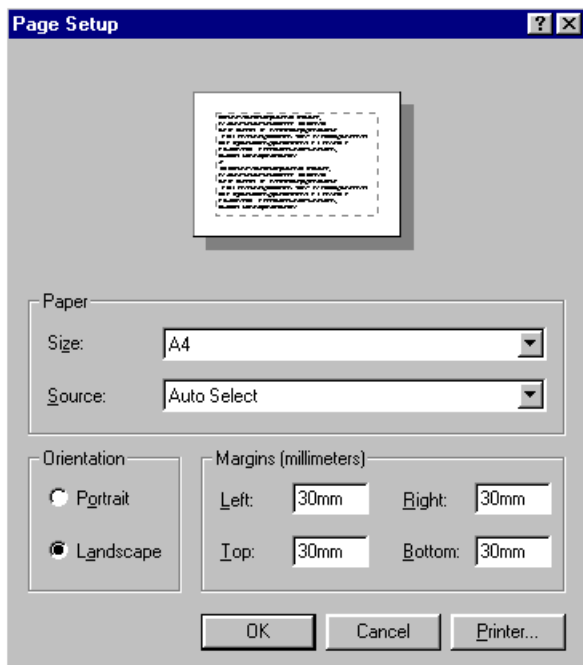 Page Setup
Paper
Size: A4
Source: Auto Select
Orientation
Portrait
Landscape
Margins (millimeters)
Left: 30mm Right: 30mm
Top: 30mm Bottom: 30mm
OK Cancel Printer...